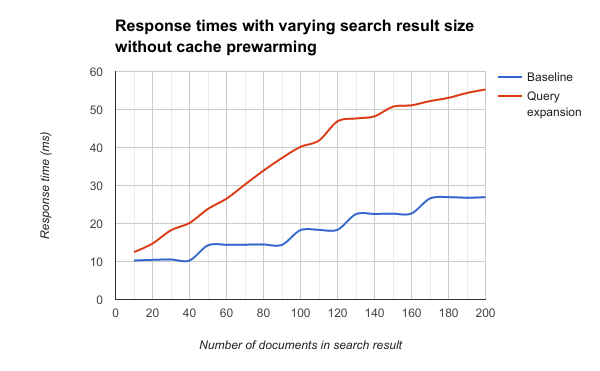 Response times with varying search result size
without cache prewarming
60
50
40
30
20
10
0
Response time (ms)
0 20 40 60 80 100 120 140 160 180 200
Number of documents in search result
Baseline
Query
expansion